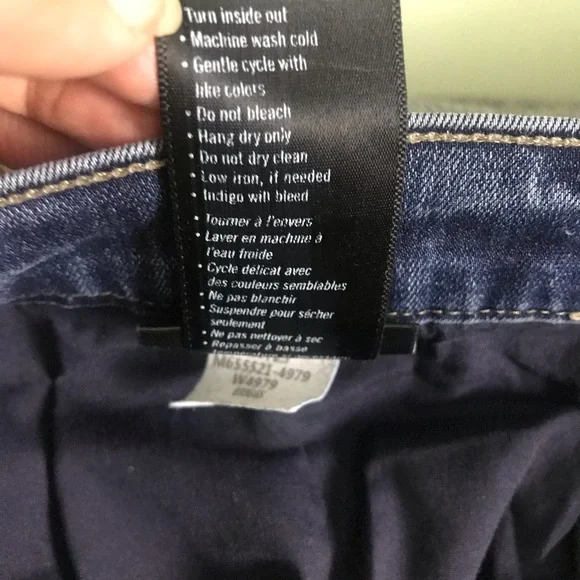 Turn inside out
• Machine wash cold
• Gentle cycle with
like colors
• Do not bleach
• Hang dry only
• Do not dry clean
• Low iron, if needed
• Indigo will bleed
• Tourner à l'envers
• Laver en machine à
l'eau froide
• Cycle délicat avec
des couleurs semblables
• Ne pas blanchir
Suspendre pour sécher
seulement
• Ne pas nettoyer à sec
• Repasser à basse
W4979